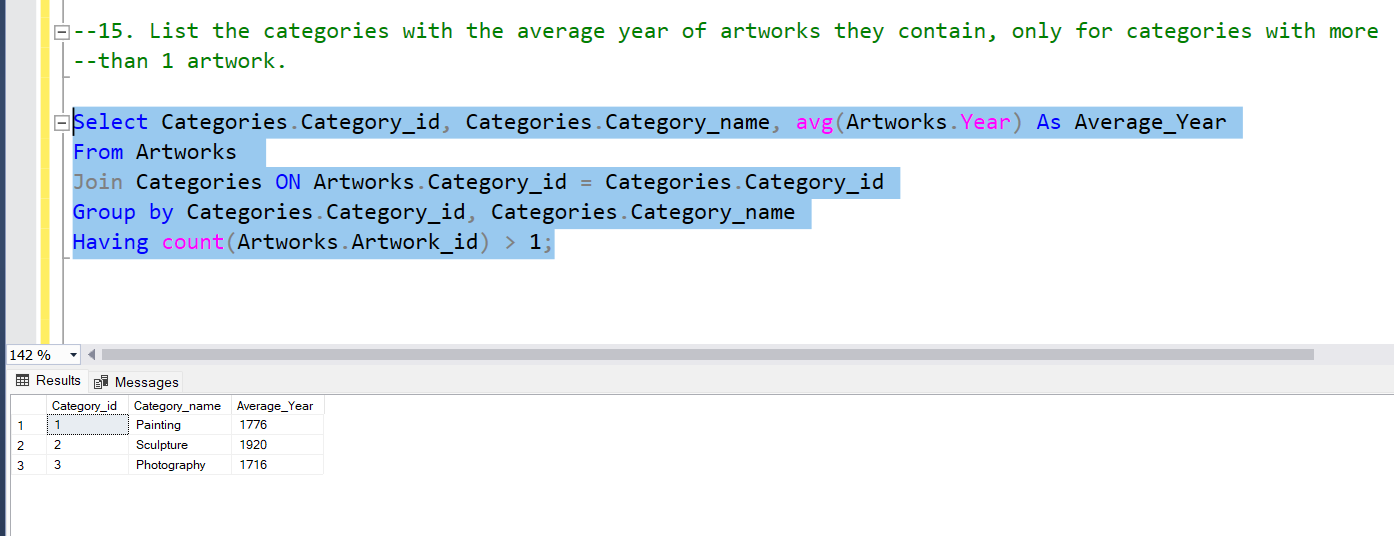 --15. List the categories with the average year of artworks they contain, only for categories with more
--than 1 artwork.
Select Categories.Category_id, Categories.Category_name, avg(Artworks.Year) As Average_Year
From Artworks
Join Categories ON Artworks.Category_id = Categories.Category_id
Group by Categories.Category_id, Categories.Category_name
Having count(Artworks.Artwork_id) > 1;
142 %
Results Messages
Category_id Category_name Average_Year
1 1 Painting 1776
2 2 Sculpture 1920
3 3 Photography 1716